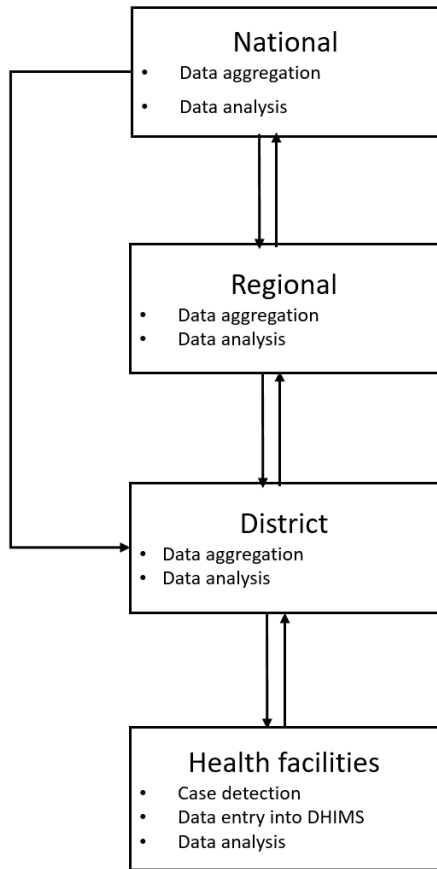 National
• Data aggregation
• Data analysis
Regional
• Data aggregation
• Data analysis
District
• Data aggregation
• Data analysis
Health facilities
• Case detection
• Data entry into DHIMS
• Data analysis